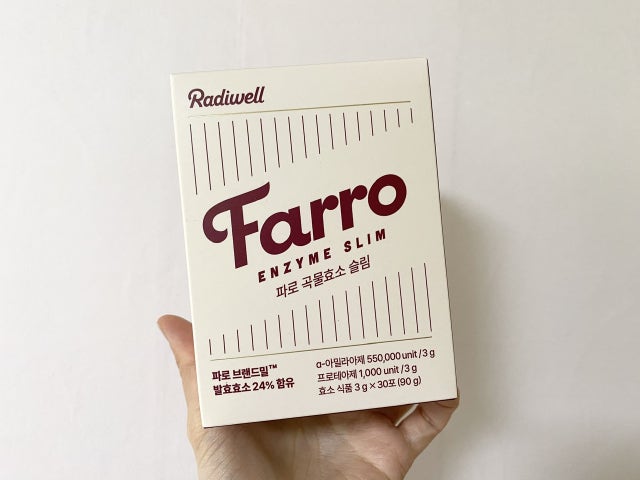 Radiwell
Farro
ENZYME SLIM
파로 곡물효소 슬림
파로 브랜드밀™
발효효소 24% 함유
α-아밀라아제 550,000 unit /3 g
프로테아제 1,000 unit /3 g
효소 식품 3 g × 30포 (90 g)